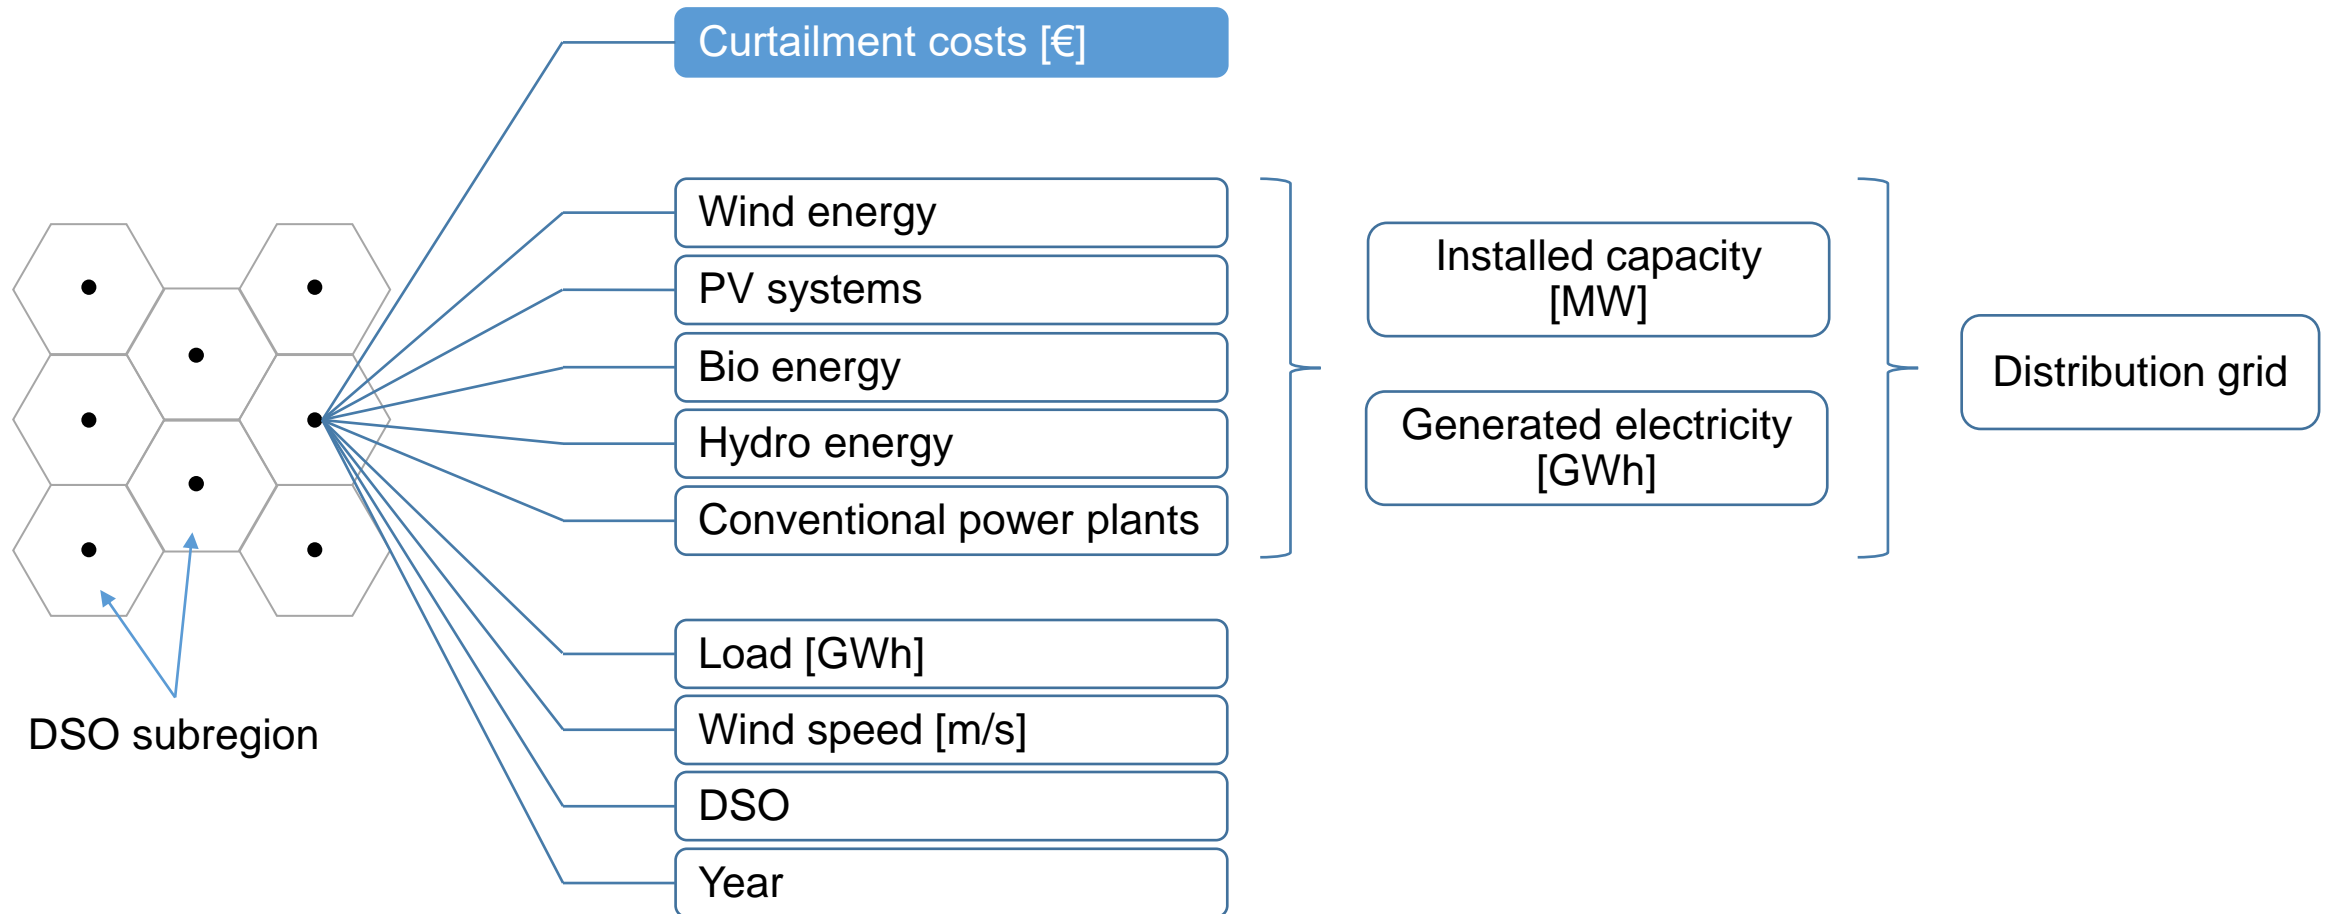 Curtailment costs [€]
Wind energy
PV systems
Bio energy
Hydro energy
Conventional power plants
Installed capacity
[MW]
Generated electricity
[GWh]
Distribution grid
Load [GWh]
Wind speed [m/s]
DSO
Year
DSO subregion